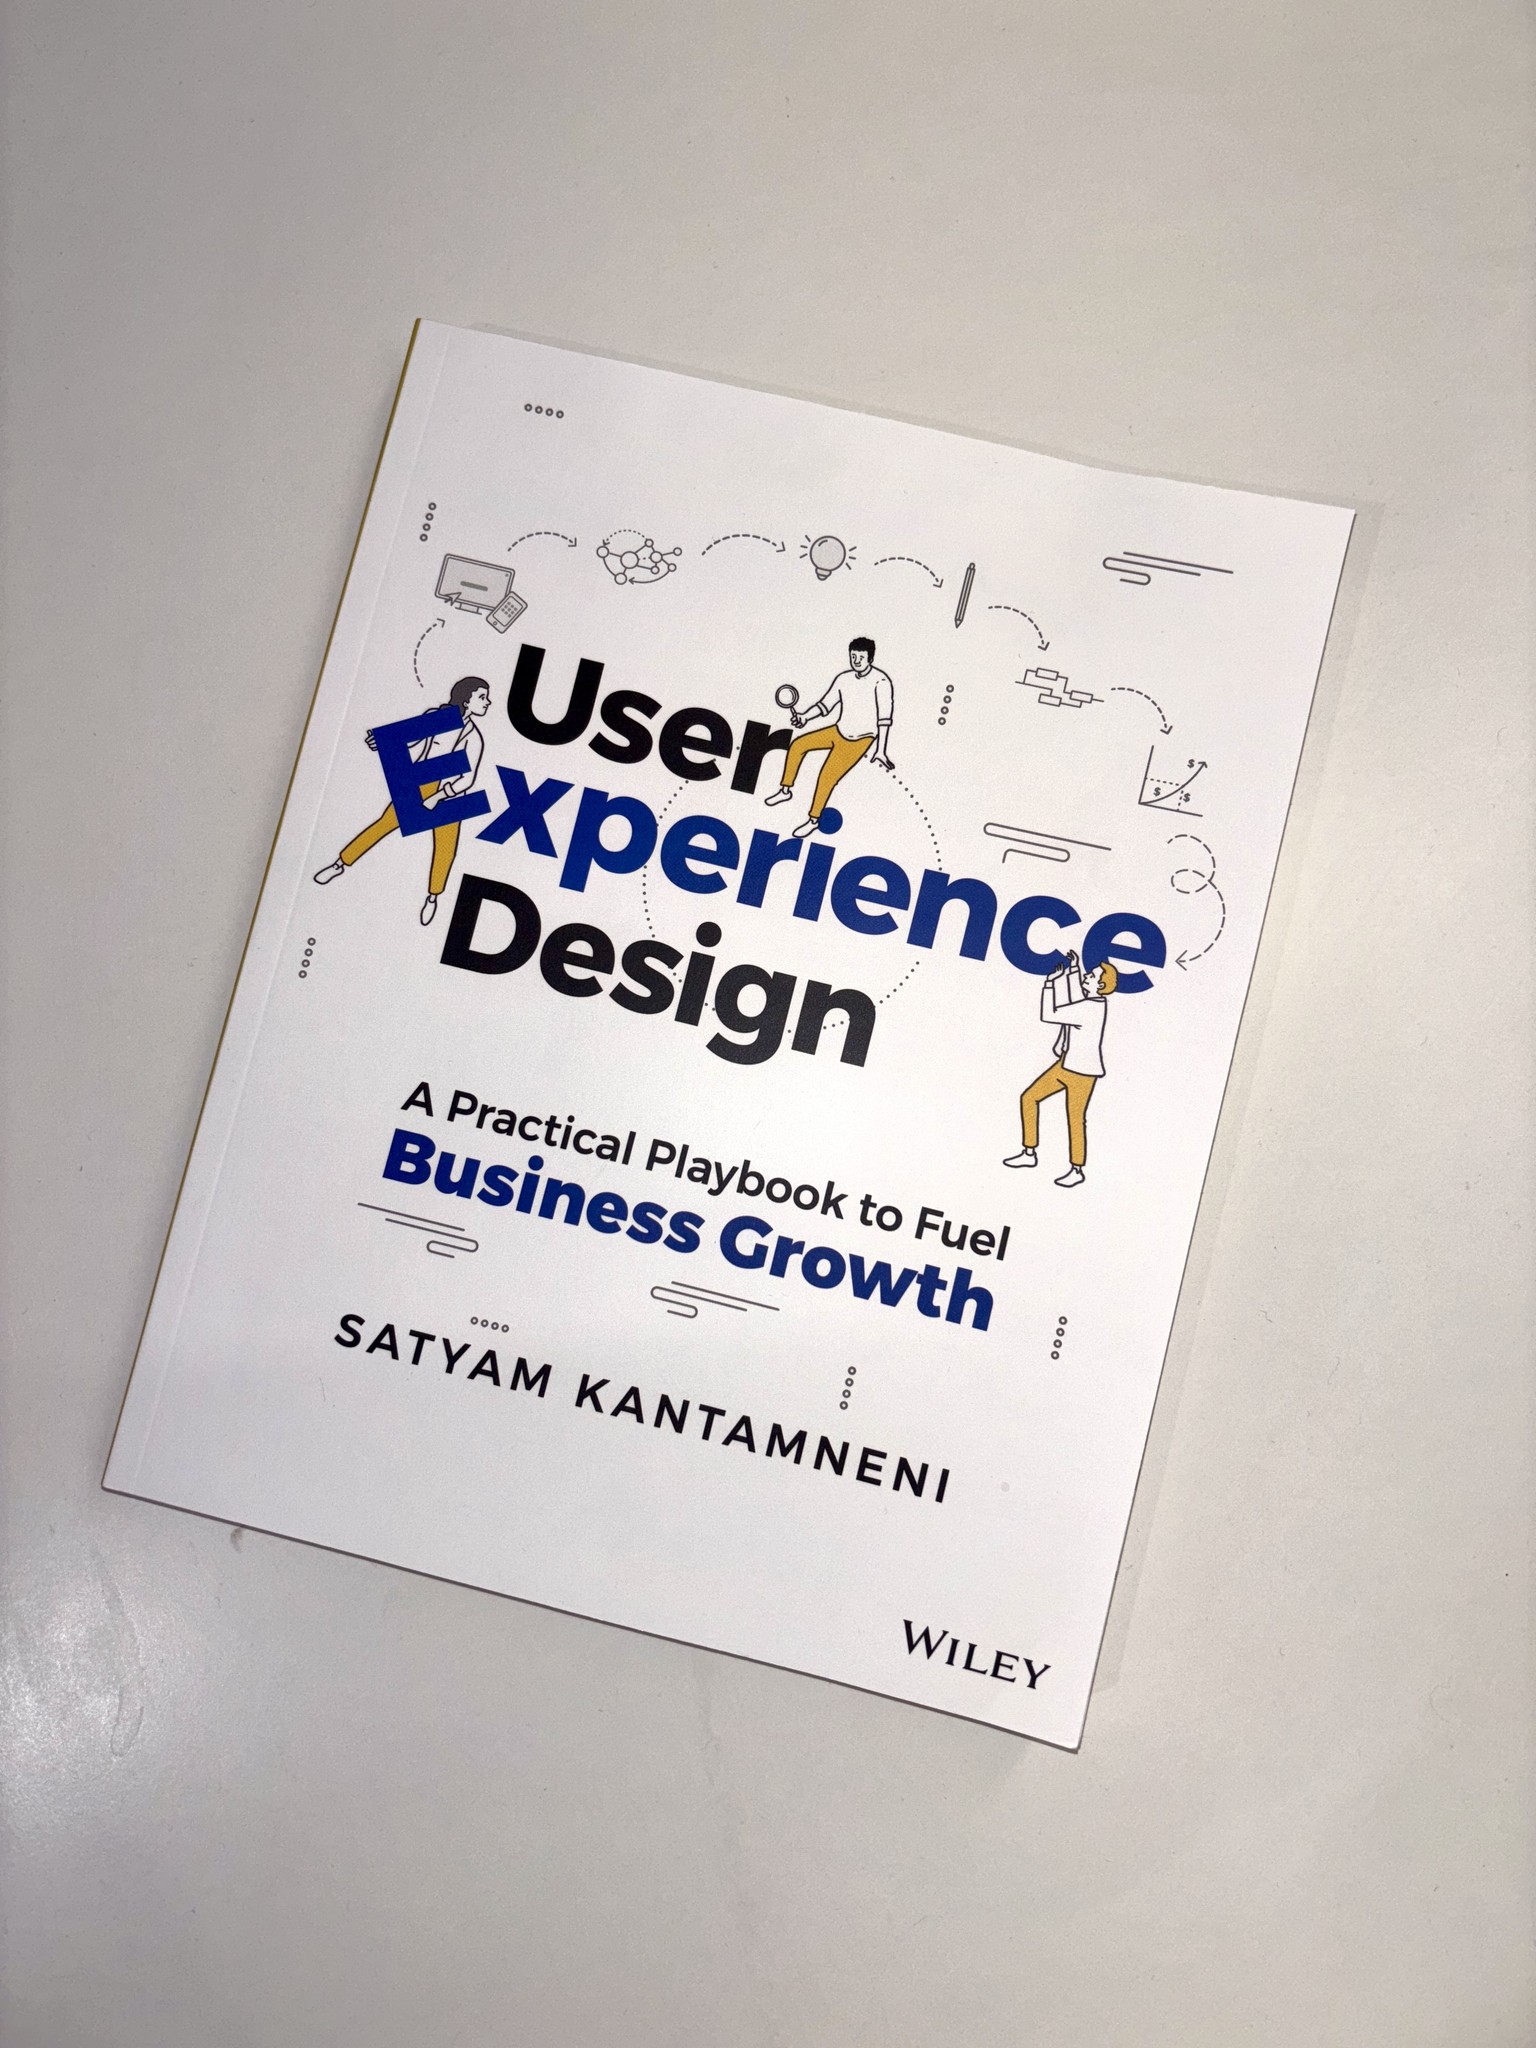 User
Experience
Design
A Practical Playbook to Fuel
Business Growth
SATYAM KANTAMNENI
WILEY
$
$
$